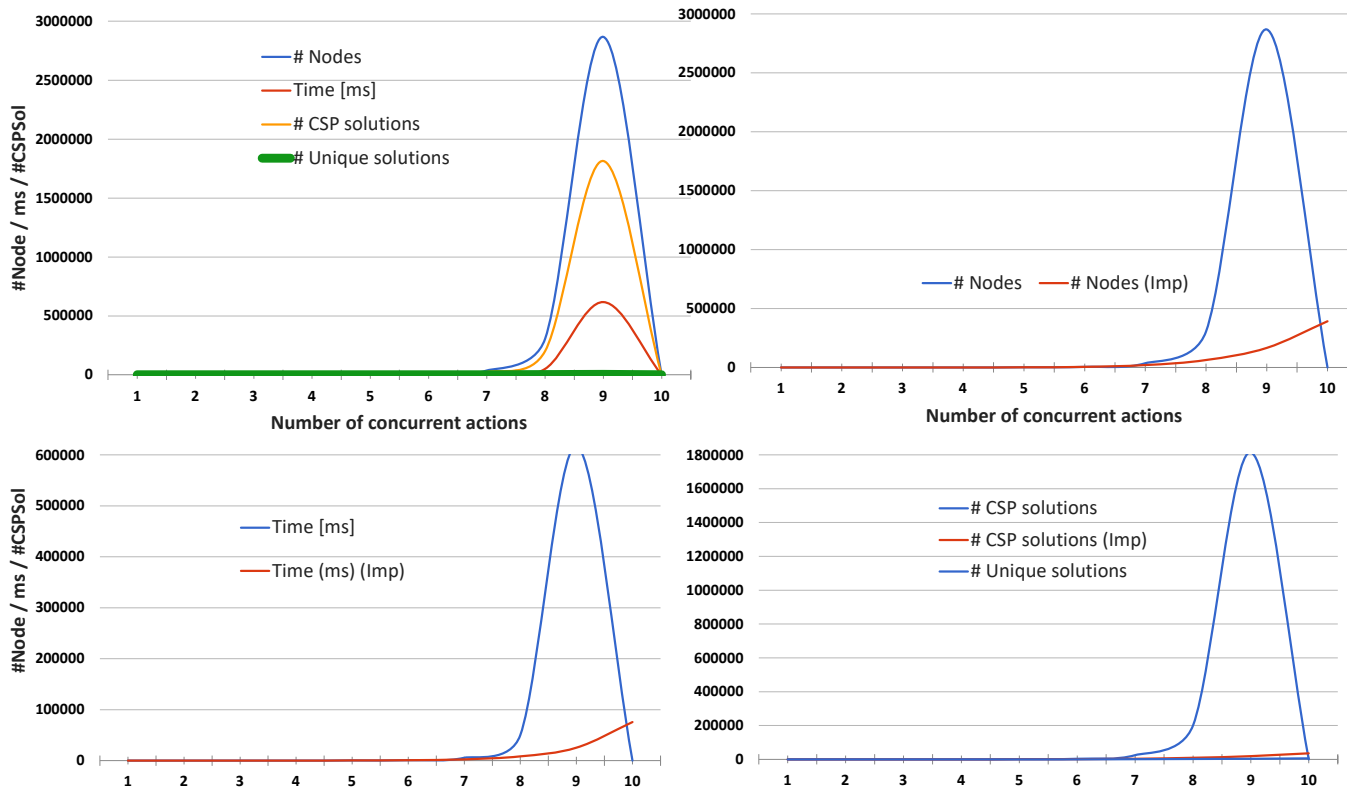 #Node / ms / #CSPSol
3000000
2500000
2000000
1500000
1000000
500000
0
# Nodes
Time [ms]
# CSP solutions
# Unique solutions
1 2 3 4 5 6 7 8 9 10
Number of concurrent actions
3000000
2500000
2000000
1500000
1000000
500000
0
# Nodes # Nodes (Imp)
1 2 3 4 5 6 7 8 9 10
Number of concurrent actions
#Node / ms / #CSPSol
600000
500000
400000
300000
200000
100000
0
Time [ms]
Time (ms) (Imp)
1 2 3 4 5 6 7 8 9 10
1800000
1600000
1400000
1200000
1000000
800000
600000
400000
200000
0
# CSP solutions
# CSP solutions (Imp)
# Unique solutions
1 2 3 4 5 6 7 8 9 10